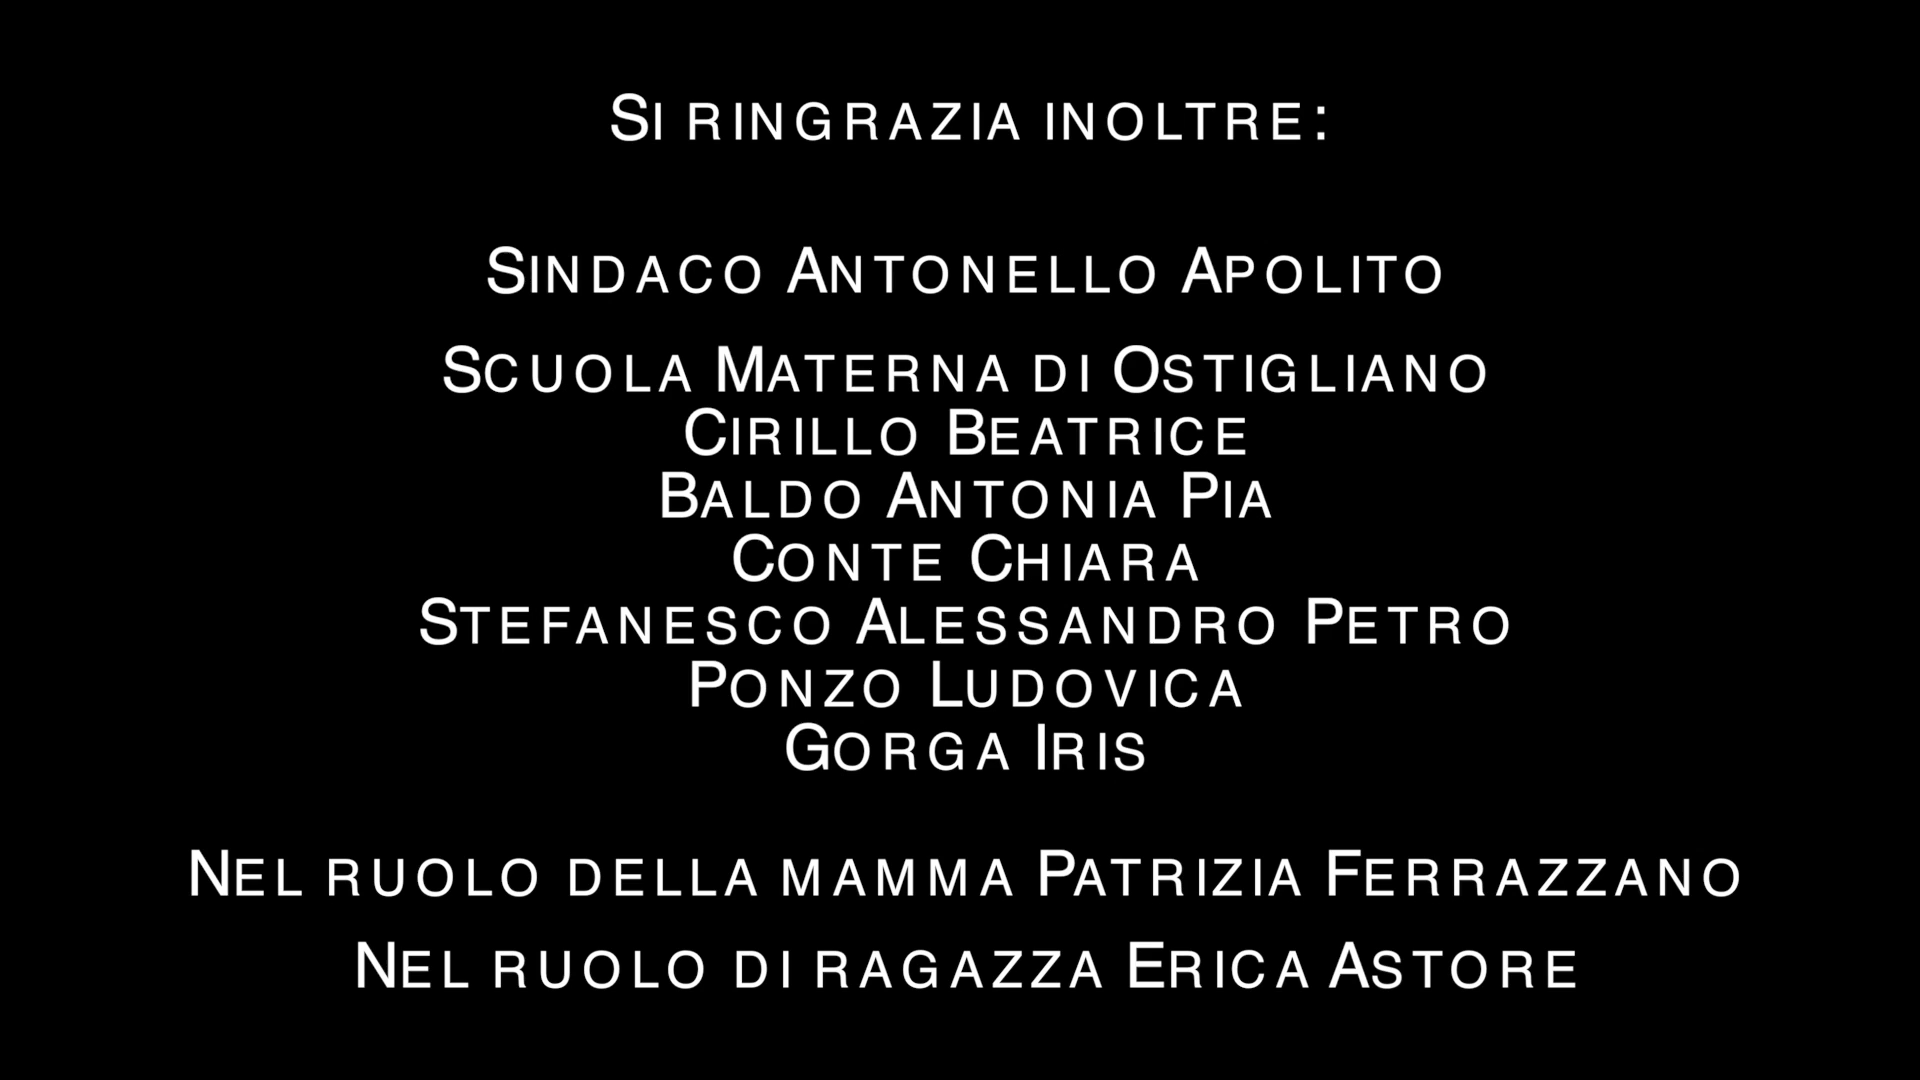 Si ringrazia inoltre:
Sindaco Antonello Apolito
Scuola Materna di Ostigliano
Cirillo Beatrice
Baldo Antonia Pia
Conte Chiara
Stefanesco Alessandro Petro
Ponzo Ludovica
Gorga Iris
Nel ruolo della mamma Patrizia Ferrazzano
Nel ruolo di ragazza Erica Astore